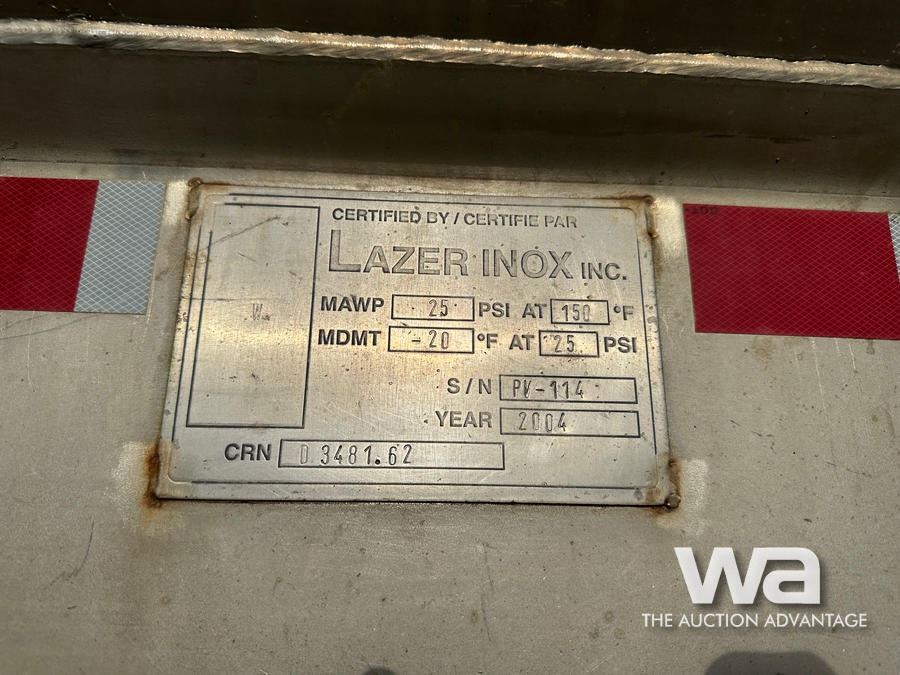 CERTIFIED BY / CERTIFIE PAR
LAZER INOX INC.
W
MAWP 25 PSI AT 150 °F
MDMT -20 °F AT 25 PSI
S/N PV-114
YEAR 2004
CRN D 3481.62
wa
THE AUCTION ADVANTAGE